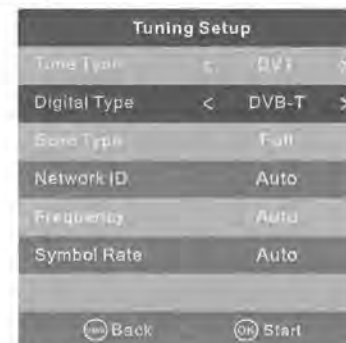 Tuning Setup
Tune Type < DVT >
Digital Type < DVB-T >
Scan Type Full
Network ID Auto
Frequency Auto
Symbol Rate Auto
Back OK Start